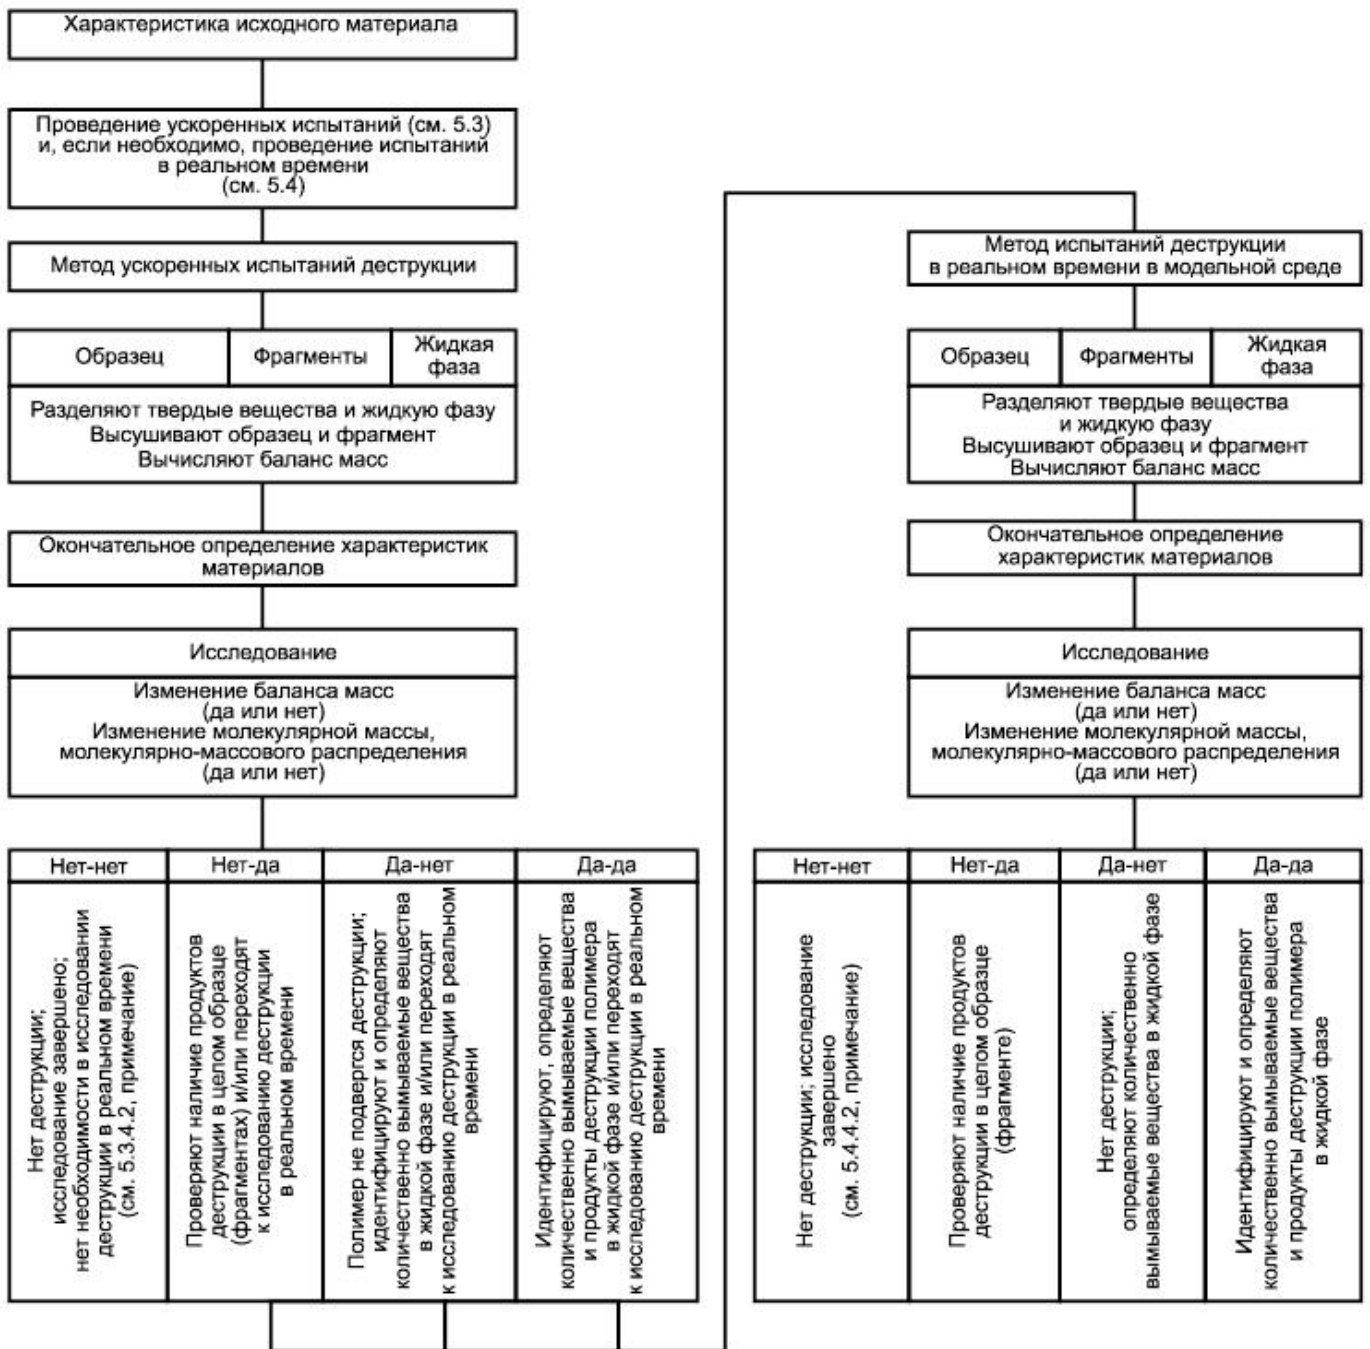 Характеристика исходного материала
Проведение ускоренных испытаний (см. 5.3)
и, если необходимо, проведение испытаний
в реальном времени
(см. 5.4)
Метод ускоренных испытаний деструкции
Образец
Фрагменты
Жидкая
фаза
Разделяют твердые вещества и жидкую фазу
Высушивают образец и фрагмент
Вычисляют баланс масс
Окончательное определение характеристик
материалов
Исследование
Изменение баланса масс
(да или нет)
Изменение молекулярной массы,
молекулярно-массового распределения
(да или нет)
Нет-нет
Нет-да
Да-нет
Да-да
Нет деструкции;
исследование завершено;
нет необходимости в исследовании
деструкции в реальном времени
(см. 5.3.4.2, примечание)
Проверяют наличие продуктов
деструкции в целом образце
(фрагментах) и/или переходят
к исследованию деструкции
в реальном времени
Полимер не подвергся деструкции;
идентифицируют и определяют
количественно вымываемые вещества
в жидкой фазе и/или переходят
к исследованию деструкции в реальном
времени
Идентифицируют, определяют
количественно вымываемые вещества
и продукты деструкции полимера
в жидкой фазе и/или переходят
к исследованию деструкции в реальном
времени
Метод испытаний деструкции
в реальном времени в модельной среде
Образец
Фрагменты
Жидкая
фаза
Разделяют твердые вещества
и жидкую фазу
Высушивают образец и фрагмент
Вычисляют баланс масс
Окончательное определение
характеристик материалов
Исследование
Изменение баланса масс
(да или нет)
Изменение молекулярной массы,
молекулярно-массового распределения
(да или нет)
Нет-нет
Нет-да
Да-нет
Да-да
Нет деструкции; исследование
завершено
(см. 5.4.4.2, примечание)
Проверяют наличие продуктов
деструкции в целом образце
(фрагменте)
Нет деструкции;
определяют количественно
вымываемые вещества в жидкой фазе
Идентифицируют и определяют
количественно вымываемые вещества
и продукты деструкции полимера
в жидкой фазе